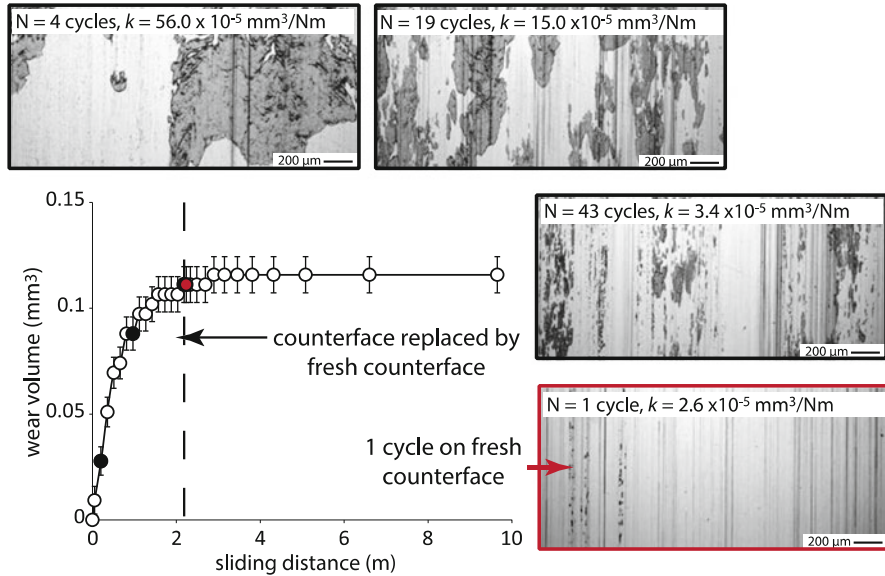 N = 4 cycles, k = 56.0 x 10⁻⁵ mm³/Nm
200 µm
N = 19 cycles, k = 15.0 x10⁻⁵ mm³/Nm
200 µm
N = 43 cycles, k = 3.4 x10⁻⁵ mm³/Nm
200 µm
N = 1 cycle, k = 2.6 x10⁻⁵ mm³/Nm
200 µm
0.15
0.1
0.05
0
wear volume (mm³)
counterface replaced by
fresh counterface
1 cycle on fresh
counterface
0
2
4
6
8
10
sliding distance (m)